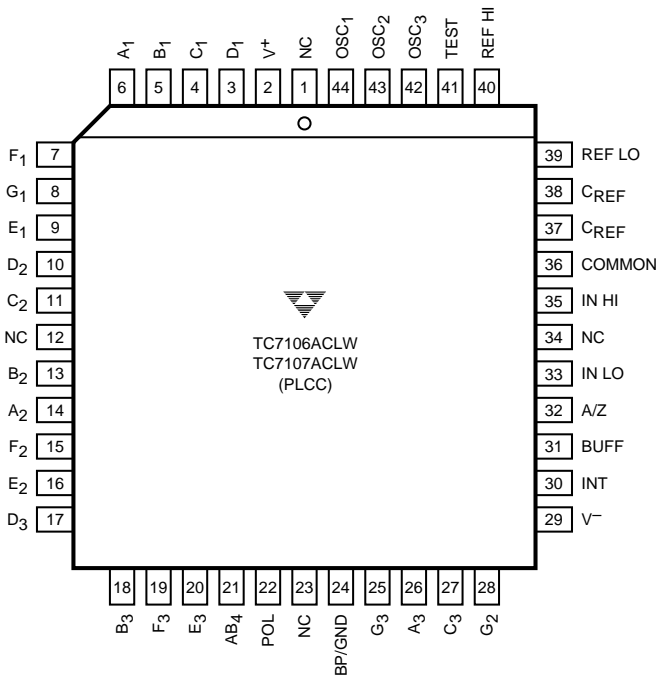 A1
B1
C1
D1
V+
NC
OSC1
OSC2
OSC3
TEST
REF HI
6
5
4
3
2
1
44
43
42
41
40
F1 7
G1 8
E1 9
D2 10
C2 11
NC 12
B2 13
A2 14
F2 15
E2 16
D3 17
TC7106ACLW
TC7107ACLW
(PLCC)
39 REF LO
38 CREF
37 CREF
36 COMMON
35 IN HI
34 NC
33 IN LO
32 A/Z
31 BUFF
30 INT
29 V–
18
19
20
21
22
23
24
25
26
27
28
B3
F3
E3
AB4
POL
NC
BP/GND
G3
A3
C3
G2